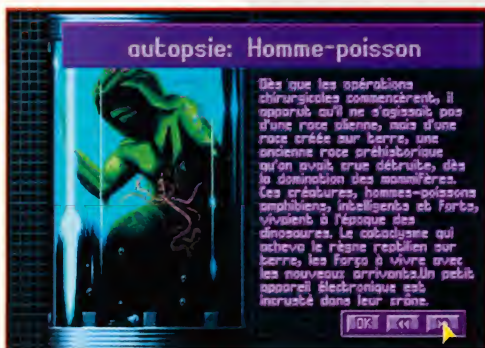 autopsie: Homme-poisson
Dès que les opérations
chirurgicales commencèrent, il
apparut qu'il ne s'agissait pas
d'une race alienne, mais d'une
race créée sur terre, une
ancienne race préhistorique
qu'on avait crue détruite, dès
la domination des mammifères.
Ces créatures, hommes-poissons
amphibiens, intelligents et forts,
vivaient à l'époque des
dinosaures. Le cataclysme qui
acheva le règne reptilien sur
terre, les força à vivre avec
les nouveaux arrivants.Un petit
appareil électronique est
incrusté dans leur crâne.
OK